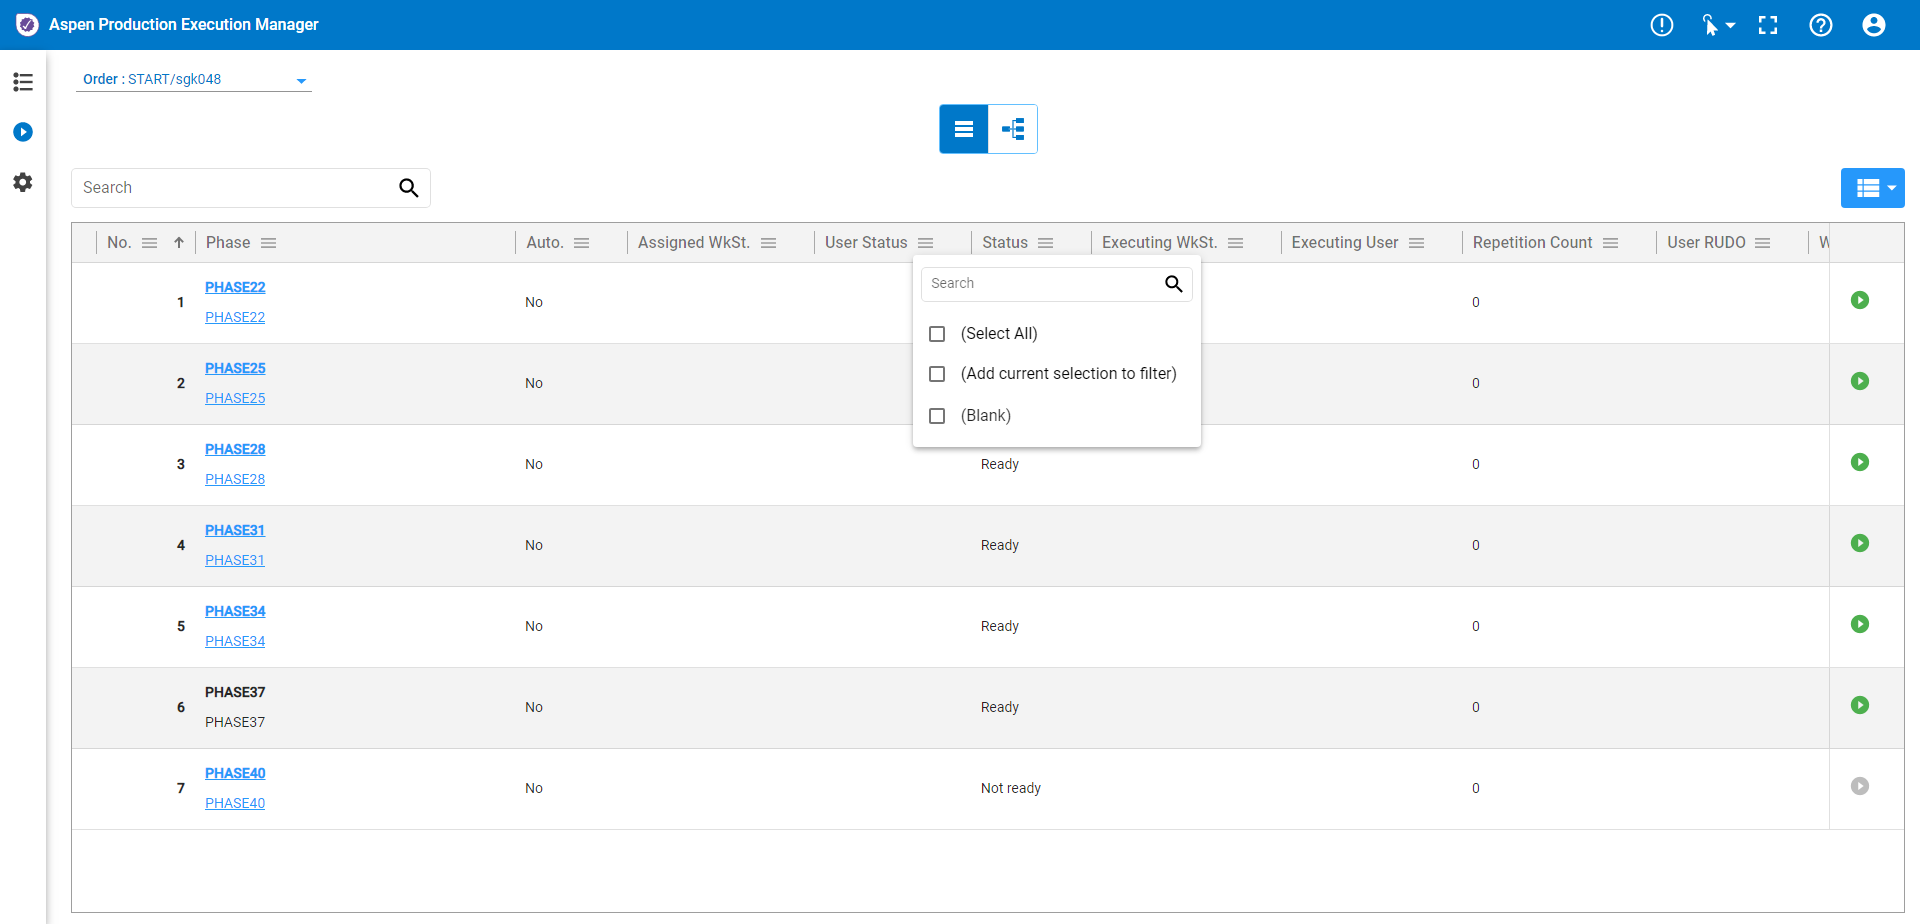 Aspen Production Execution Manager
Order : START/sgk048
Search
No. Phase Auto. Assigned WkSt. User Status Status Executing WkSt. Executing User Repetition Count User RUDO
Search
(Select All)
(Add current selection to filter)
(Blank)
PHASE22
1 No 0
PHASE22
PHASE25
2 No 0
PHASE25
PHASE28
3 No Ready 0
PHASE28
PHASE31
4 No Ready 0
PHASE31
PHASE34
5 No Ready 0
PHASE34
PHASE37
6 No Ready 0
PHASE37
PHASE40
7 No Not ready 0
PHASE40